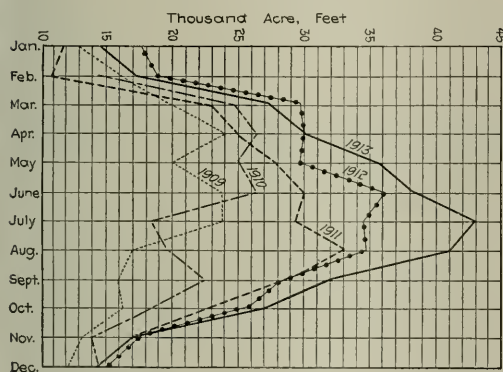 Thousand Acre, Feet
10 15 20 25 30 35 40 45
Jan.
Feb.
Mar.
Apr.
May
June
July
Aug.
Sept.
Oct.
Nov.
Dec.
1909
1910
1911
1912
1913